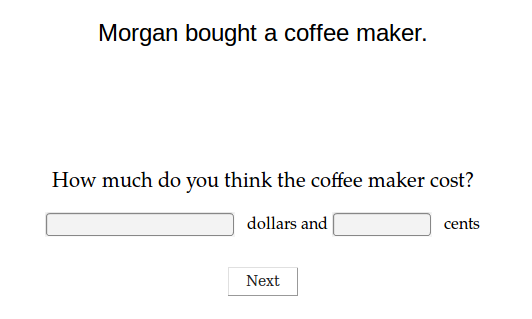 Morgan bought a coffee maker.
How much do you think the coffee maker cost?
dollars and cents
Next